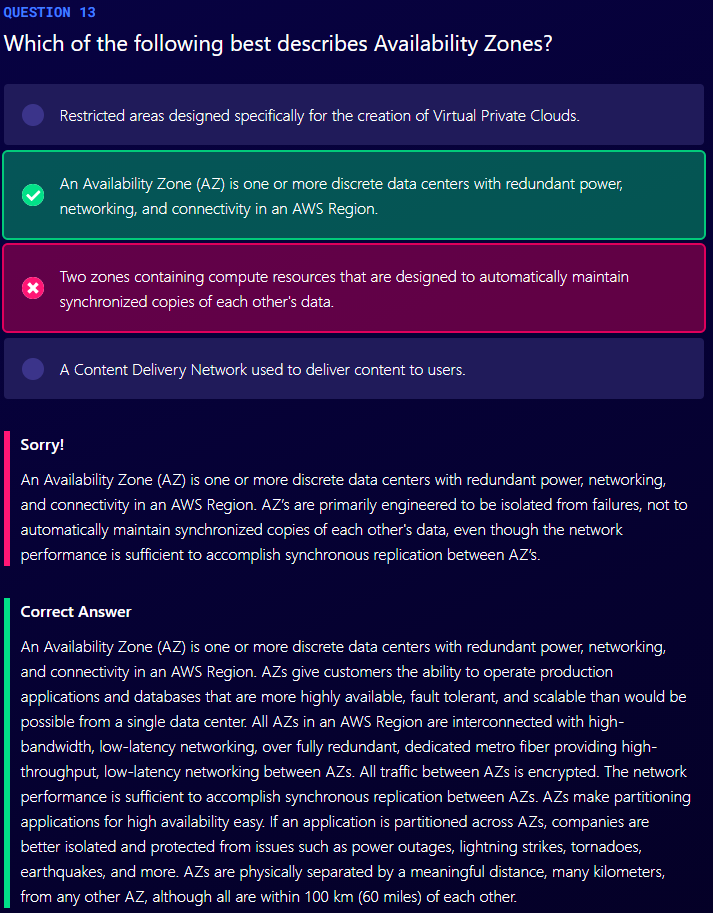 QUESTION 13
Which of the following best describes Availability Zones?
Restricted areas designed specifically for the creation of Virtual Private Clouds.
An Availability Zone (AZ) is one or more discrete data centers with redundant power,
networking, and connectivity in an AWS Region.
Two zones containing compute resources that are designed to automatically maintain
synchronized copies of each other's data.
A Content Delivery Network used to deliver content to users.
Sorry!
An Availability Zone (AZ) is one or more discrete data centers with redundant power, networking,
and connectivity in an AWS Region. AZ's are primarily engineered to be isolated from failures, not to
automatically maintain synchronized copies of each other's data, even though the network
performance is sufficient to accomplish synchronous replication between AZ's.
Correct Answer
An Availability Zone (AZ) is one or more discrete data centers with redundant power, networking,
and connectivity in an AWS Region. AZs give customers the ability to operate production
applications and databases that are more highly available, fault tolerant, and scalable than would be
possible from a single data center. All AZs in an AWS Region are interconnected with high-
bandwidth, low-latency networking, over fully redundant, dedicated metro fiber providing high-
throughput, low-latency networking between AZs. All traffic between AZs is encrypted. The network
performance is sufficient to accomplish synchronous replication between AZs. AZs make partitioning
applications for high availability easy. If an application is partitioned across AZs, companies are
better isolated and protected from issues such as power outages, lightning strikes, tornadoes,
earthquakes, and more. AZs are physically separated by a meaningful distance, many kilometers,
from any other AZ, although all are within 100 km (60 miles) of each other.